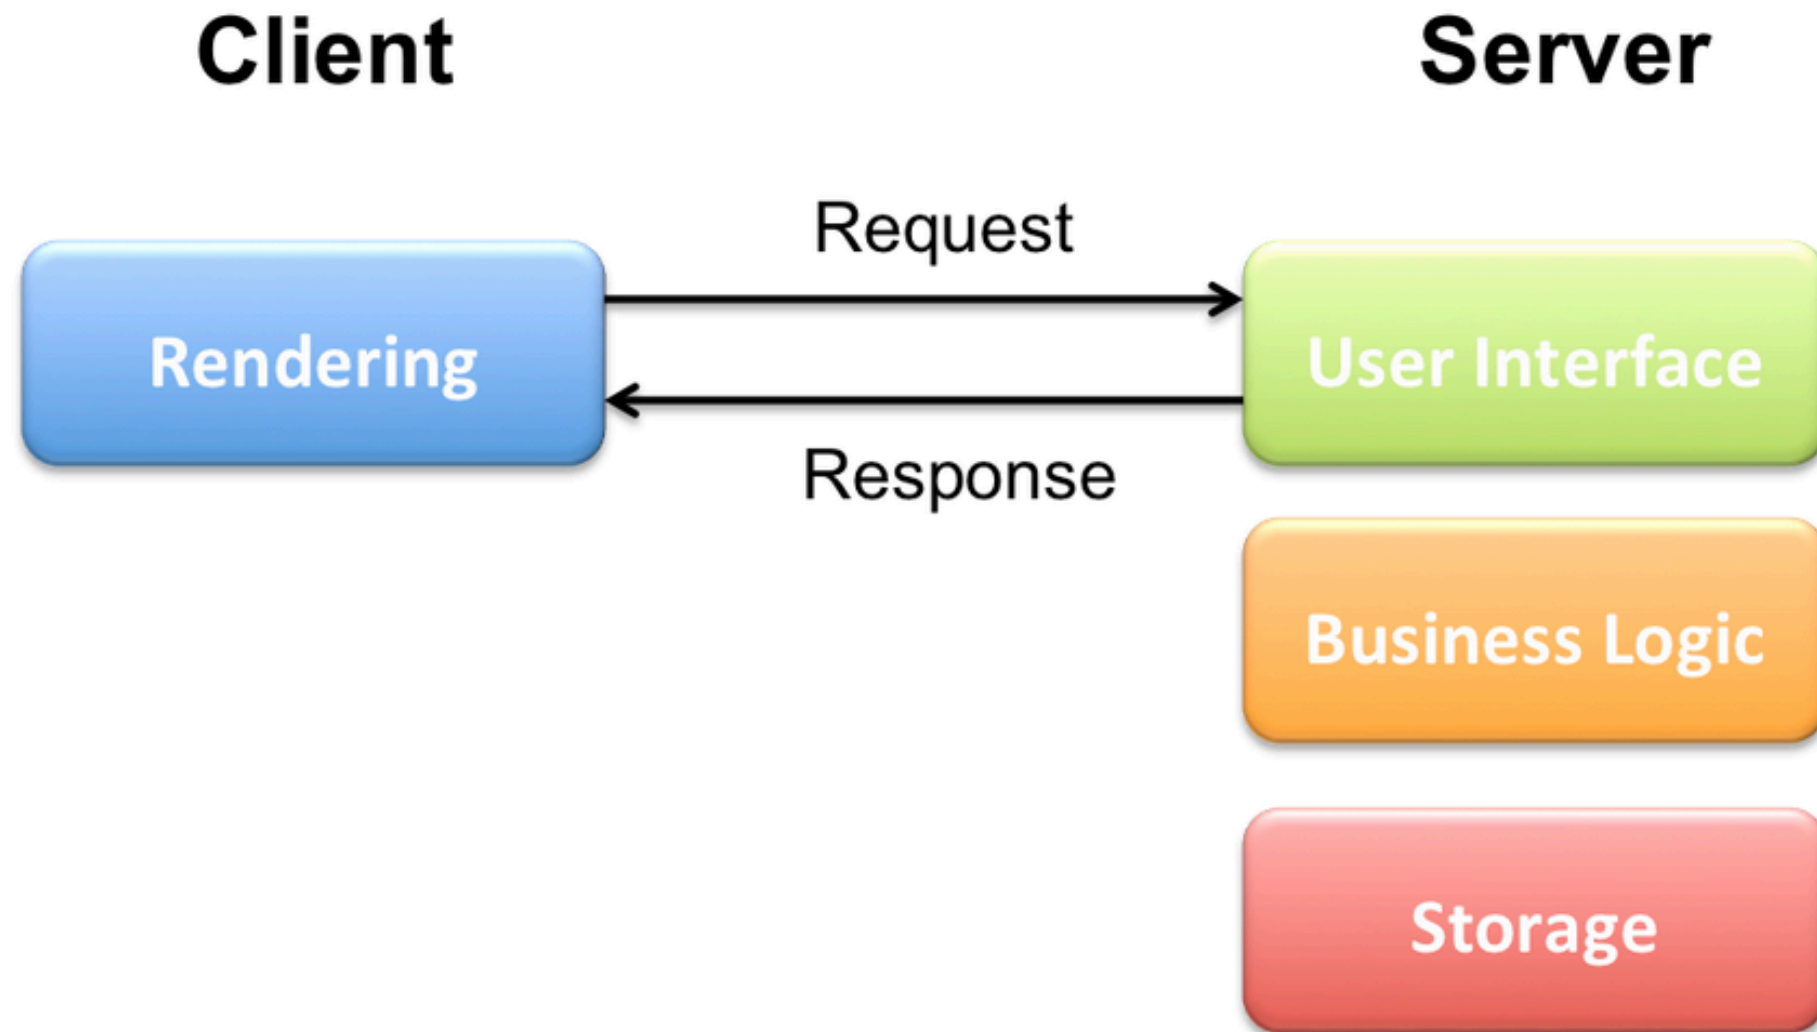 Client
Server
Request
Rendering
User Interface
Response
Business Logic
Storage